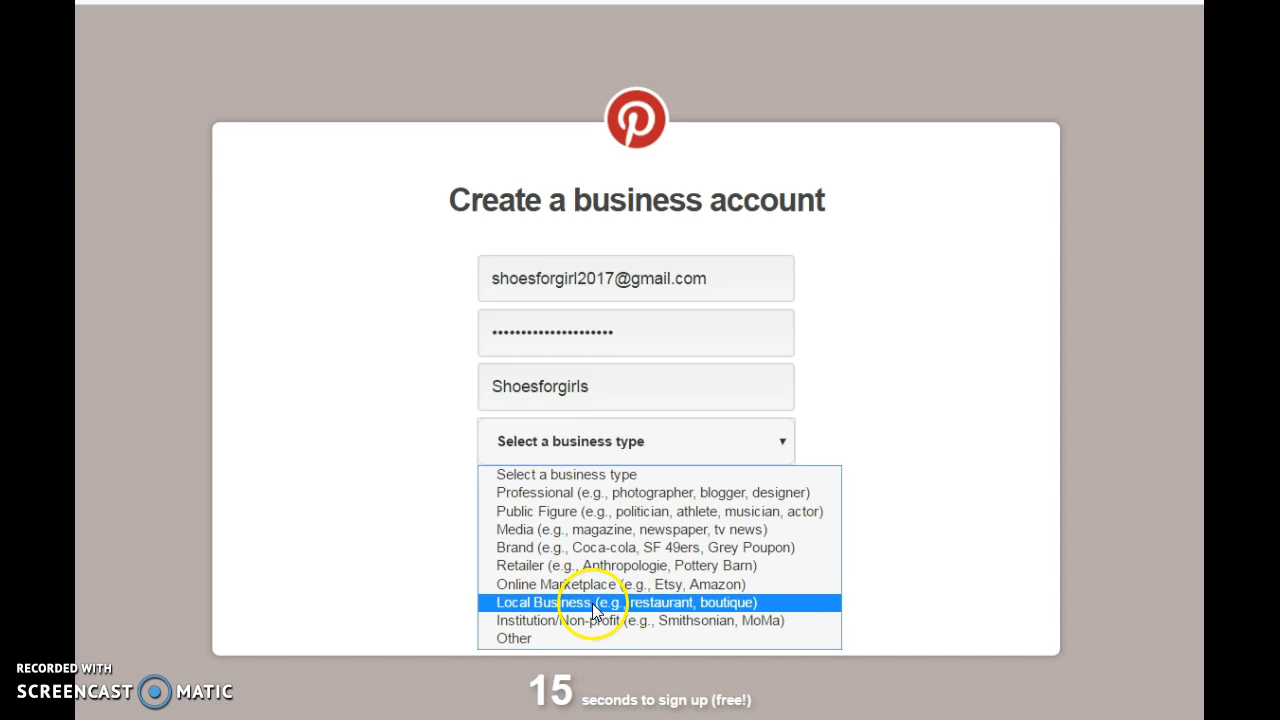 Create a business account
shoesforgirl2017@gmail.com
•••••••••••••••••••••
Shoesforgirls
Select a business type ▼
Select a business type
Professional (e.g., photographer, blogger, designer)
Public Figure (e.g., politician, athlete, musician, actor)
Media (e.g., magazine, newspaper, tv news)
Brand (e.g., Coca-cola, SF 49ers, Grey Poupon)
Retailer (e.g., Anthropologie, Pottery Barn)
Online Marketplace (e.g., Etsy, Amazon)
Local Business (e.g., restaurant, boutique)
Institution/Non-profit (e.g., Smithsonian, MoMa)
Other
15 seconds to sign up (free!)
RECORDED WITH
SCREENCAST MATIC